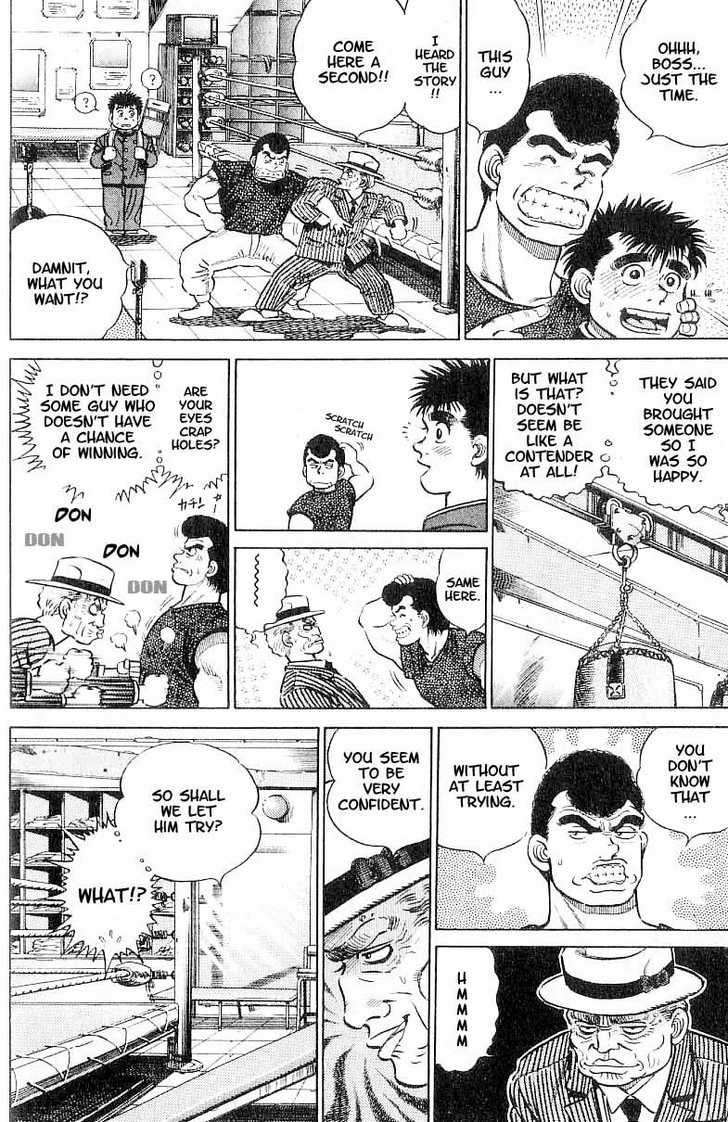 OHHH,
BOSS...
JUST THE
TIME.
THIS
GUY
...
H... HI
I
HEARD
THE
STORY
!!
COME
HERE A
SECOND!!
?
?
DAMNIT,
WHAT YOU
WANT!?
THEY SAID
YOU
BROUGHT
SOMEONE
SO I
WAS SO
HAPPY.
BUT WHAT
IS THAT?
DOESN'T
SEEM
BE LIKE A
CONTENDER
AT ALL!
SCRATCH
SCRATCH
SAME
HERE.
ARE
YOUR
EYES
CRAP
HOLES?
I DON'T NEED
SOME GUY WHO
DOESN'T HAVE
A CHANCE
OF WINNING.
カチン
DON
DON
DON
DON
YOU
DON'T
KNOW
THAT
...
WITHOUT
AT LEAST
TRYING.
HMMMM
YOU SEEM
TO BE
VERY
CONFIDENT.
SO SHALL
WE LET
HIM TRY?
WHAT!?